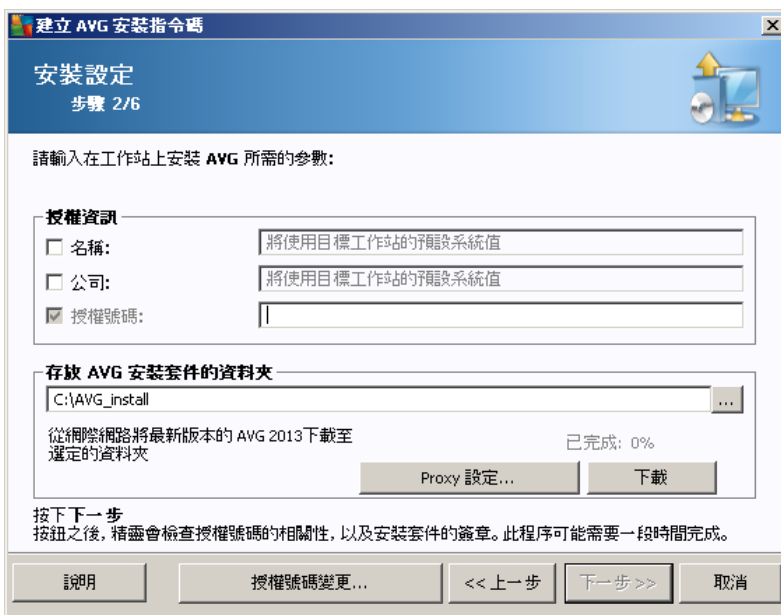 建立 AVG 安裝指令碼
安裝設定
步驟 2/6
請輸入在工作站上安裝 AVG 所需的參數:
授權資訊
名稱:
將使用目標工作站的預設系統值
公司:
將使用目標工作站的預設系統值
授權號碼:
存放 AVG 安裝套件的資料夾
C:\AVG_install
...
從網際網路將最新版本的 AVG 2013下載至
選定的資料夾
已完成: 0%
Proxy 設定...
下載
按下下一步
按鈕之後, 精靈會檢查授權號碼的相關性, 以及安裝套件的簽章。此程序可能需要一段時間完成。
說明
授權號碼變更...
<< 上一步
下一步 >>
取消